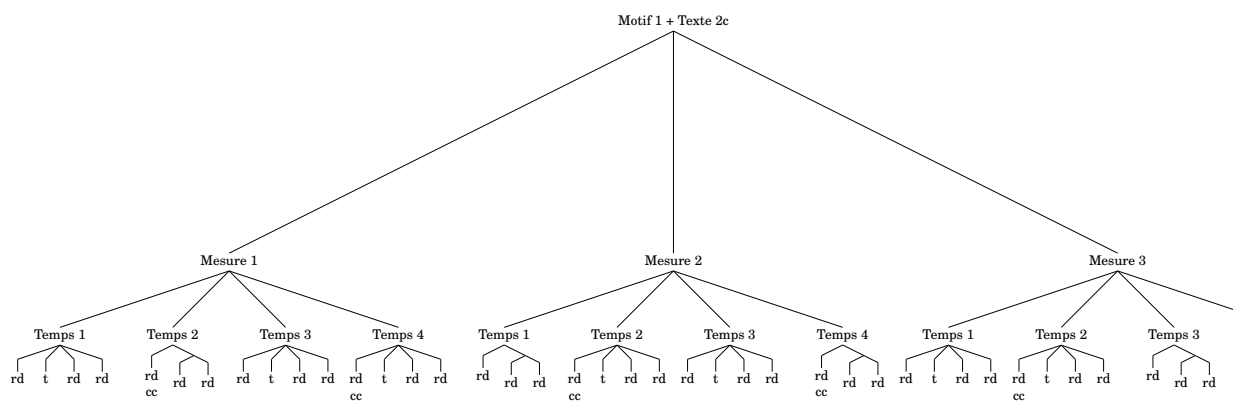 Motif 1 + Texte 2c
Mesure 1 Mesure 2 Mesure 3
Temps 1 Temps 2 Temps 3 Temps 4 Temps 1 Temps 2 Temps 3 Temps 4 Temps 1 Temps 2 Temps 3
rd t rd rd rd rd rd rd t rd rd rd t rd rd rd rd rd rd t rd rd rd t rd rd rd rd rd rd t rd rd rd t rd rd rd rd rd
cc cc cc cc cc